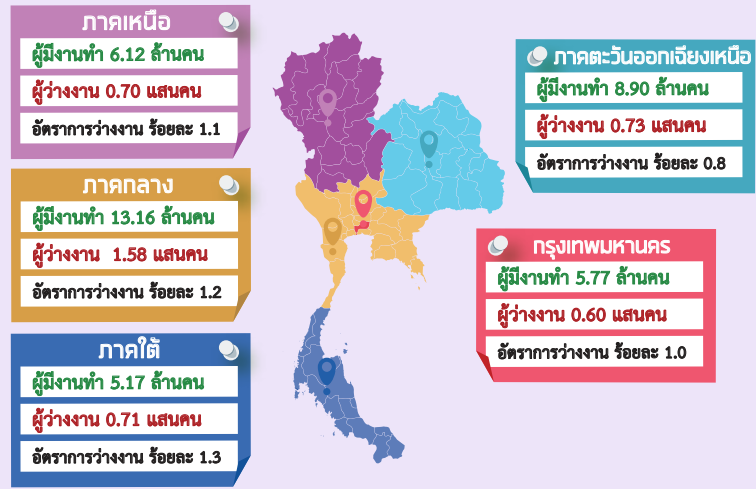 ภาคเหนือ
ผู้มีงานทำ 6.12 ล้านคน
ผู้ว่างงาน 0.70 แสนคน
อัตราการว่างงาน ร้อยละ 1.1
ภาคตะวันออกเฉียงเหนือ
ผู้มีงานทำ 8.90 ล้านคน
ผู้ว่างงาน 0.73 แสนคน
อัตราการว่างงาน ร้อยละ 0.8
ภาคกลาง
ผู้มีงานทำ 13.16 ล้านคน
ผู้ว่างงาน 1.58 แสนคน
อัตราการว่างงาน ร้อยละ 1.2
กรุงเทพมหานคร
ผู้มีงานทำ 5.77 ล้านคน
ผู้ว่างงาน 0.60 แสนคน
อัตราการว่างงาน ร้อยละ 1.0
ภาคใต้
ผู้มีงานทำ 5.17 ล้านคน
ผู้ว่างงาน 0.71 แสนคน
อัตราการว่างงาน ร้อยละ 1.3